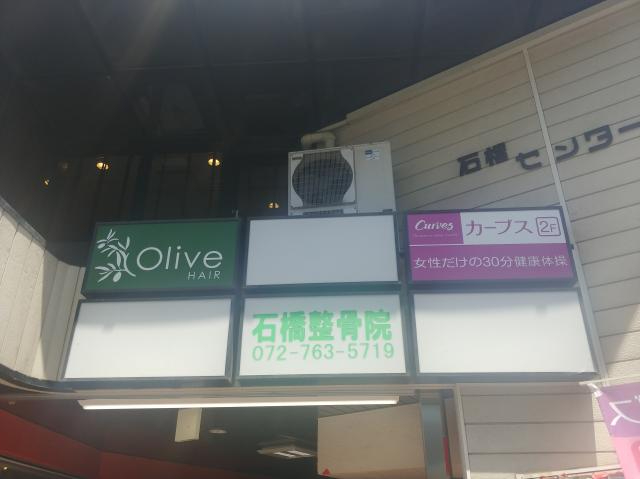 石橋 センター
Olive
HAIR
Curves カーブス 2F
女性だけの30分健康体操
石橋整骨院
072-763-5719